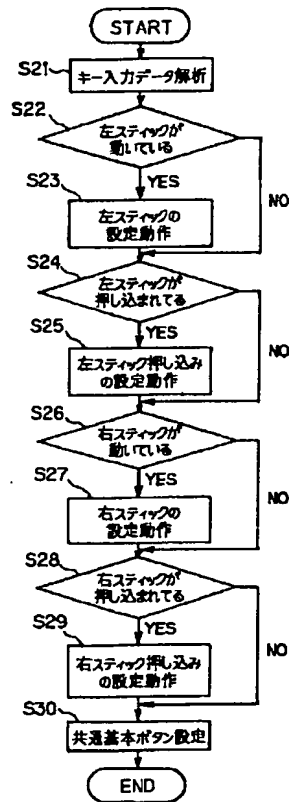 START
S21
キー入力データ解析
S22
左スティックが
動いている
YES
NO
S23
左スティックの
設定動作
S24
左スティックが
押し込まれてる
YES
NO
S25
左スティック押し込み
の設定動作
S26
右スティックが
動いている
YES
NO
S27
右スティックの
設定動作
S28
右スティックが
押し込まれてる
YES
NO
S29
右スティック押し込み
の設定動作
S30
共通基本ボタン設定
END